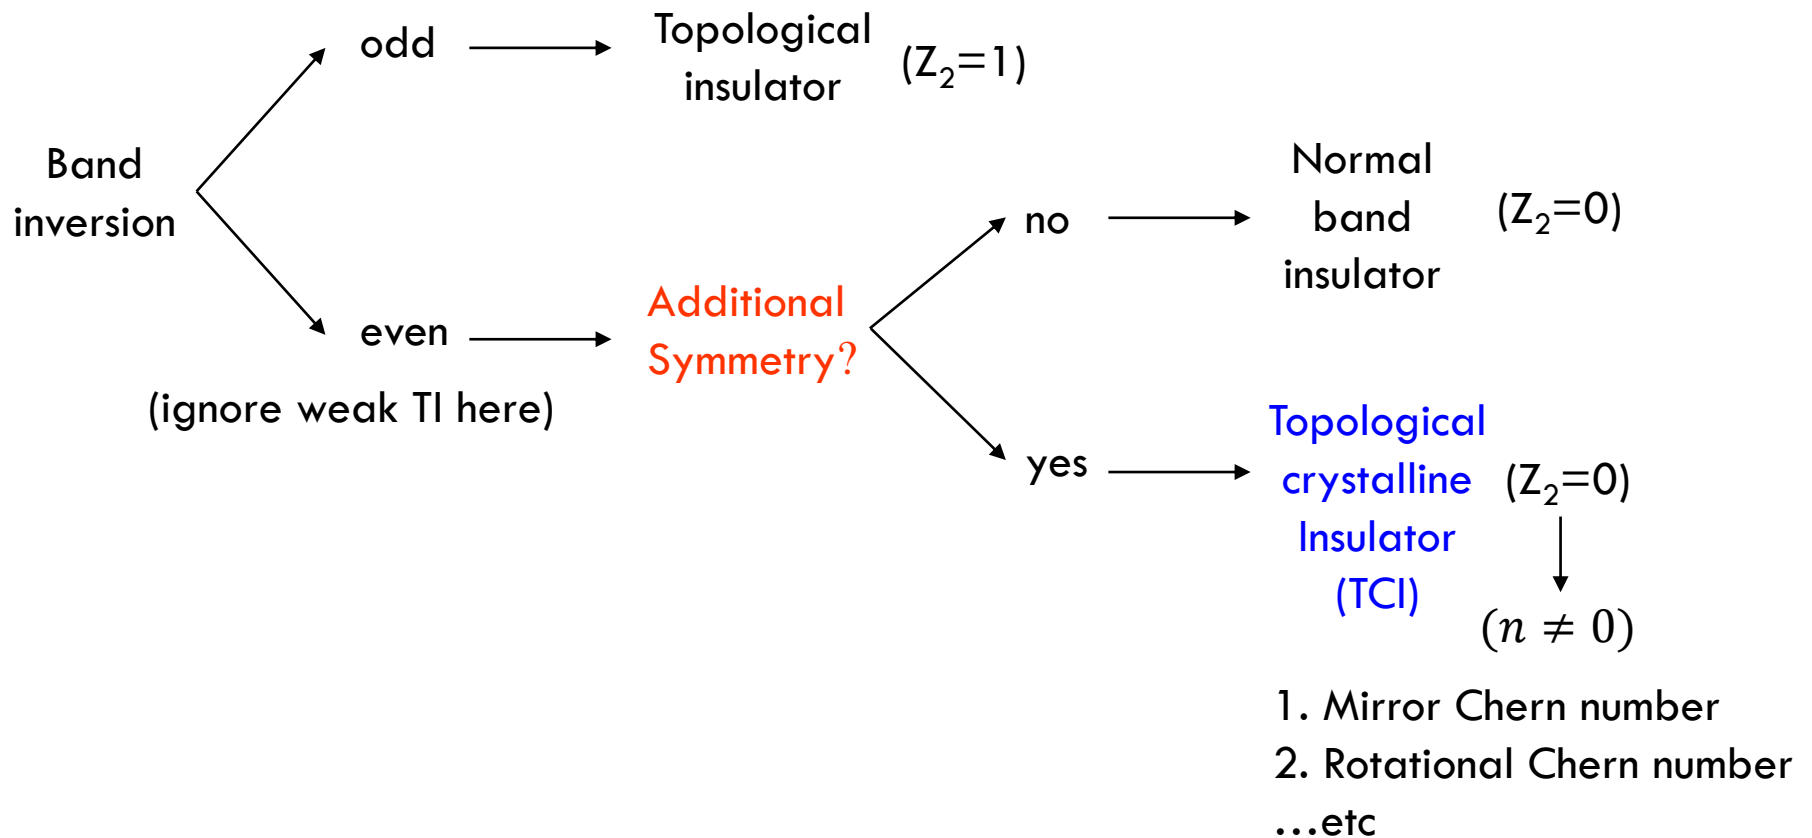 odd
Topological
insulator
(Z₂=1)
Band
inversion
even
(ignore weak TI here)
Additional
Symmetry?
no
Normal
band
insulator
(Z₂=0)
yes
Topological
crystalline
Insulator
(TCI)
(Z₂=0)
(n ≠ 0)
1. Mirror Chern number
2. Rotational Chern number
...etc